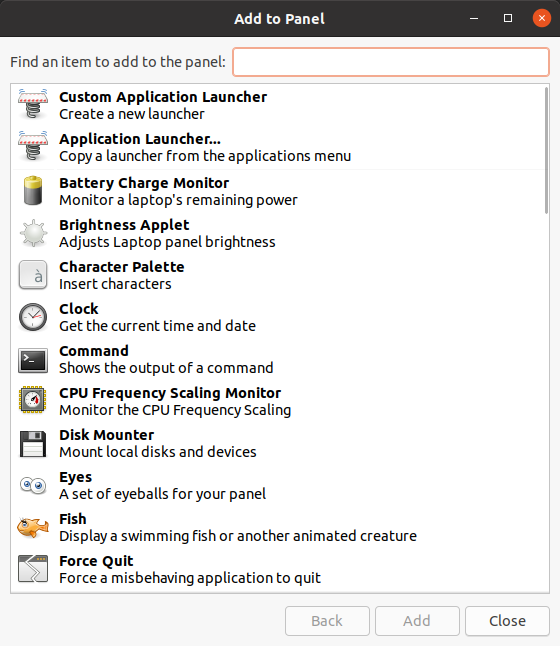 Add to Panel
Find an item to add to the panel:
Custom Application Launcher
Create a new launcher
Application Launcher...
Copy a launcher from the applications menu
Battery Charge Monitor
Monitor a laptop's remaining power
Brightness Applet
Adjusts Laptop panel brightness
à
Character Palette
Insert characters
Clock
Get the current time and date
>_
Command
Shows the output of a command
CPU Frequency Scaling Monitor
Monitor the CPU Frequency Scaling
Disk Mounter
Mount local disks and devices
Eyes
A set of eyeballs for your panel
Fish
Display a swimming fish or another animated creature
Force Quit
Force a misbehaving application to quit
Back
Add
Close